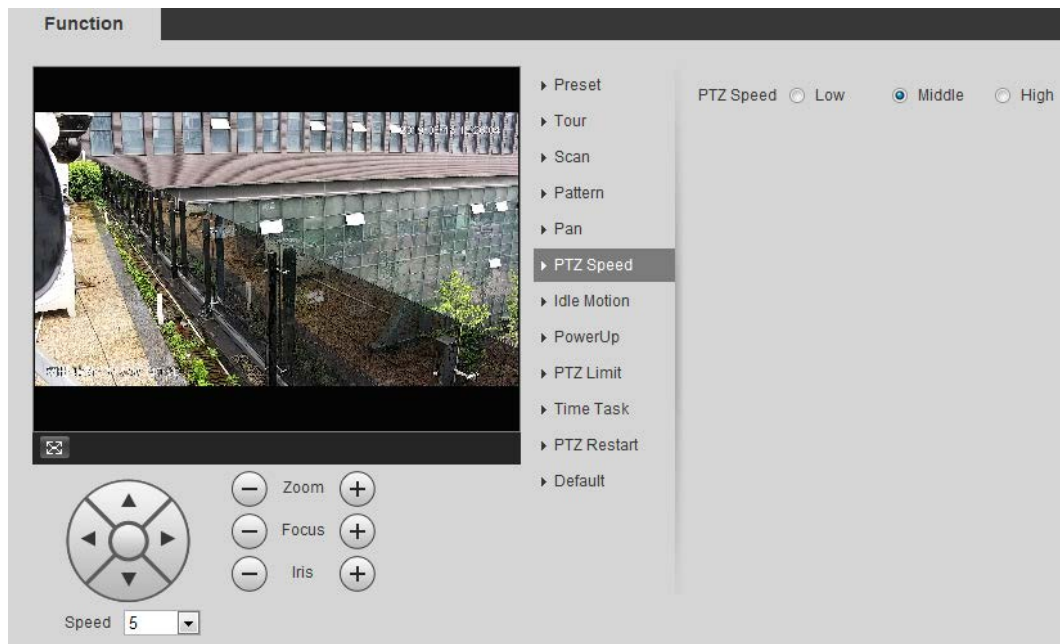 Function
Preset
Tour
Scan
Pattern
Pan
PTZ Speed
Idle Motion
PowerUp
PTZ Limit
Time Task
PTZ Restart
Default
PTZ Speed Low Middle High
Zoom
Focus
Iris
Speed 5